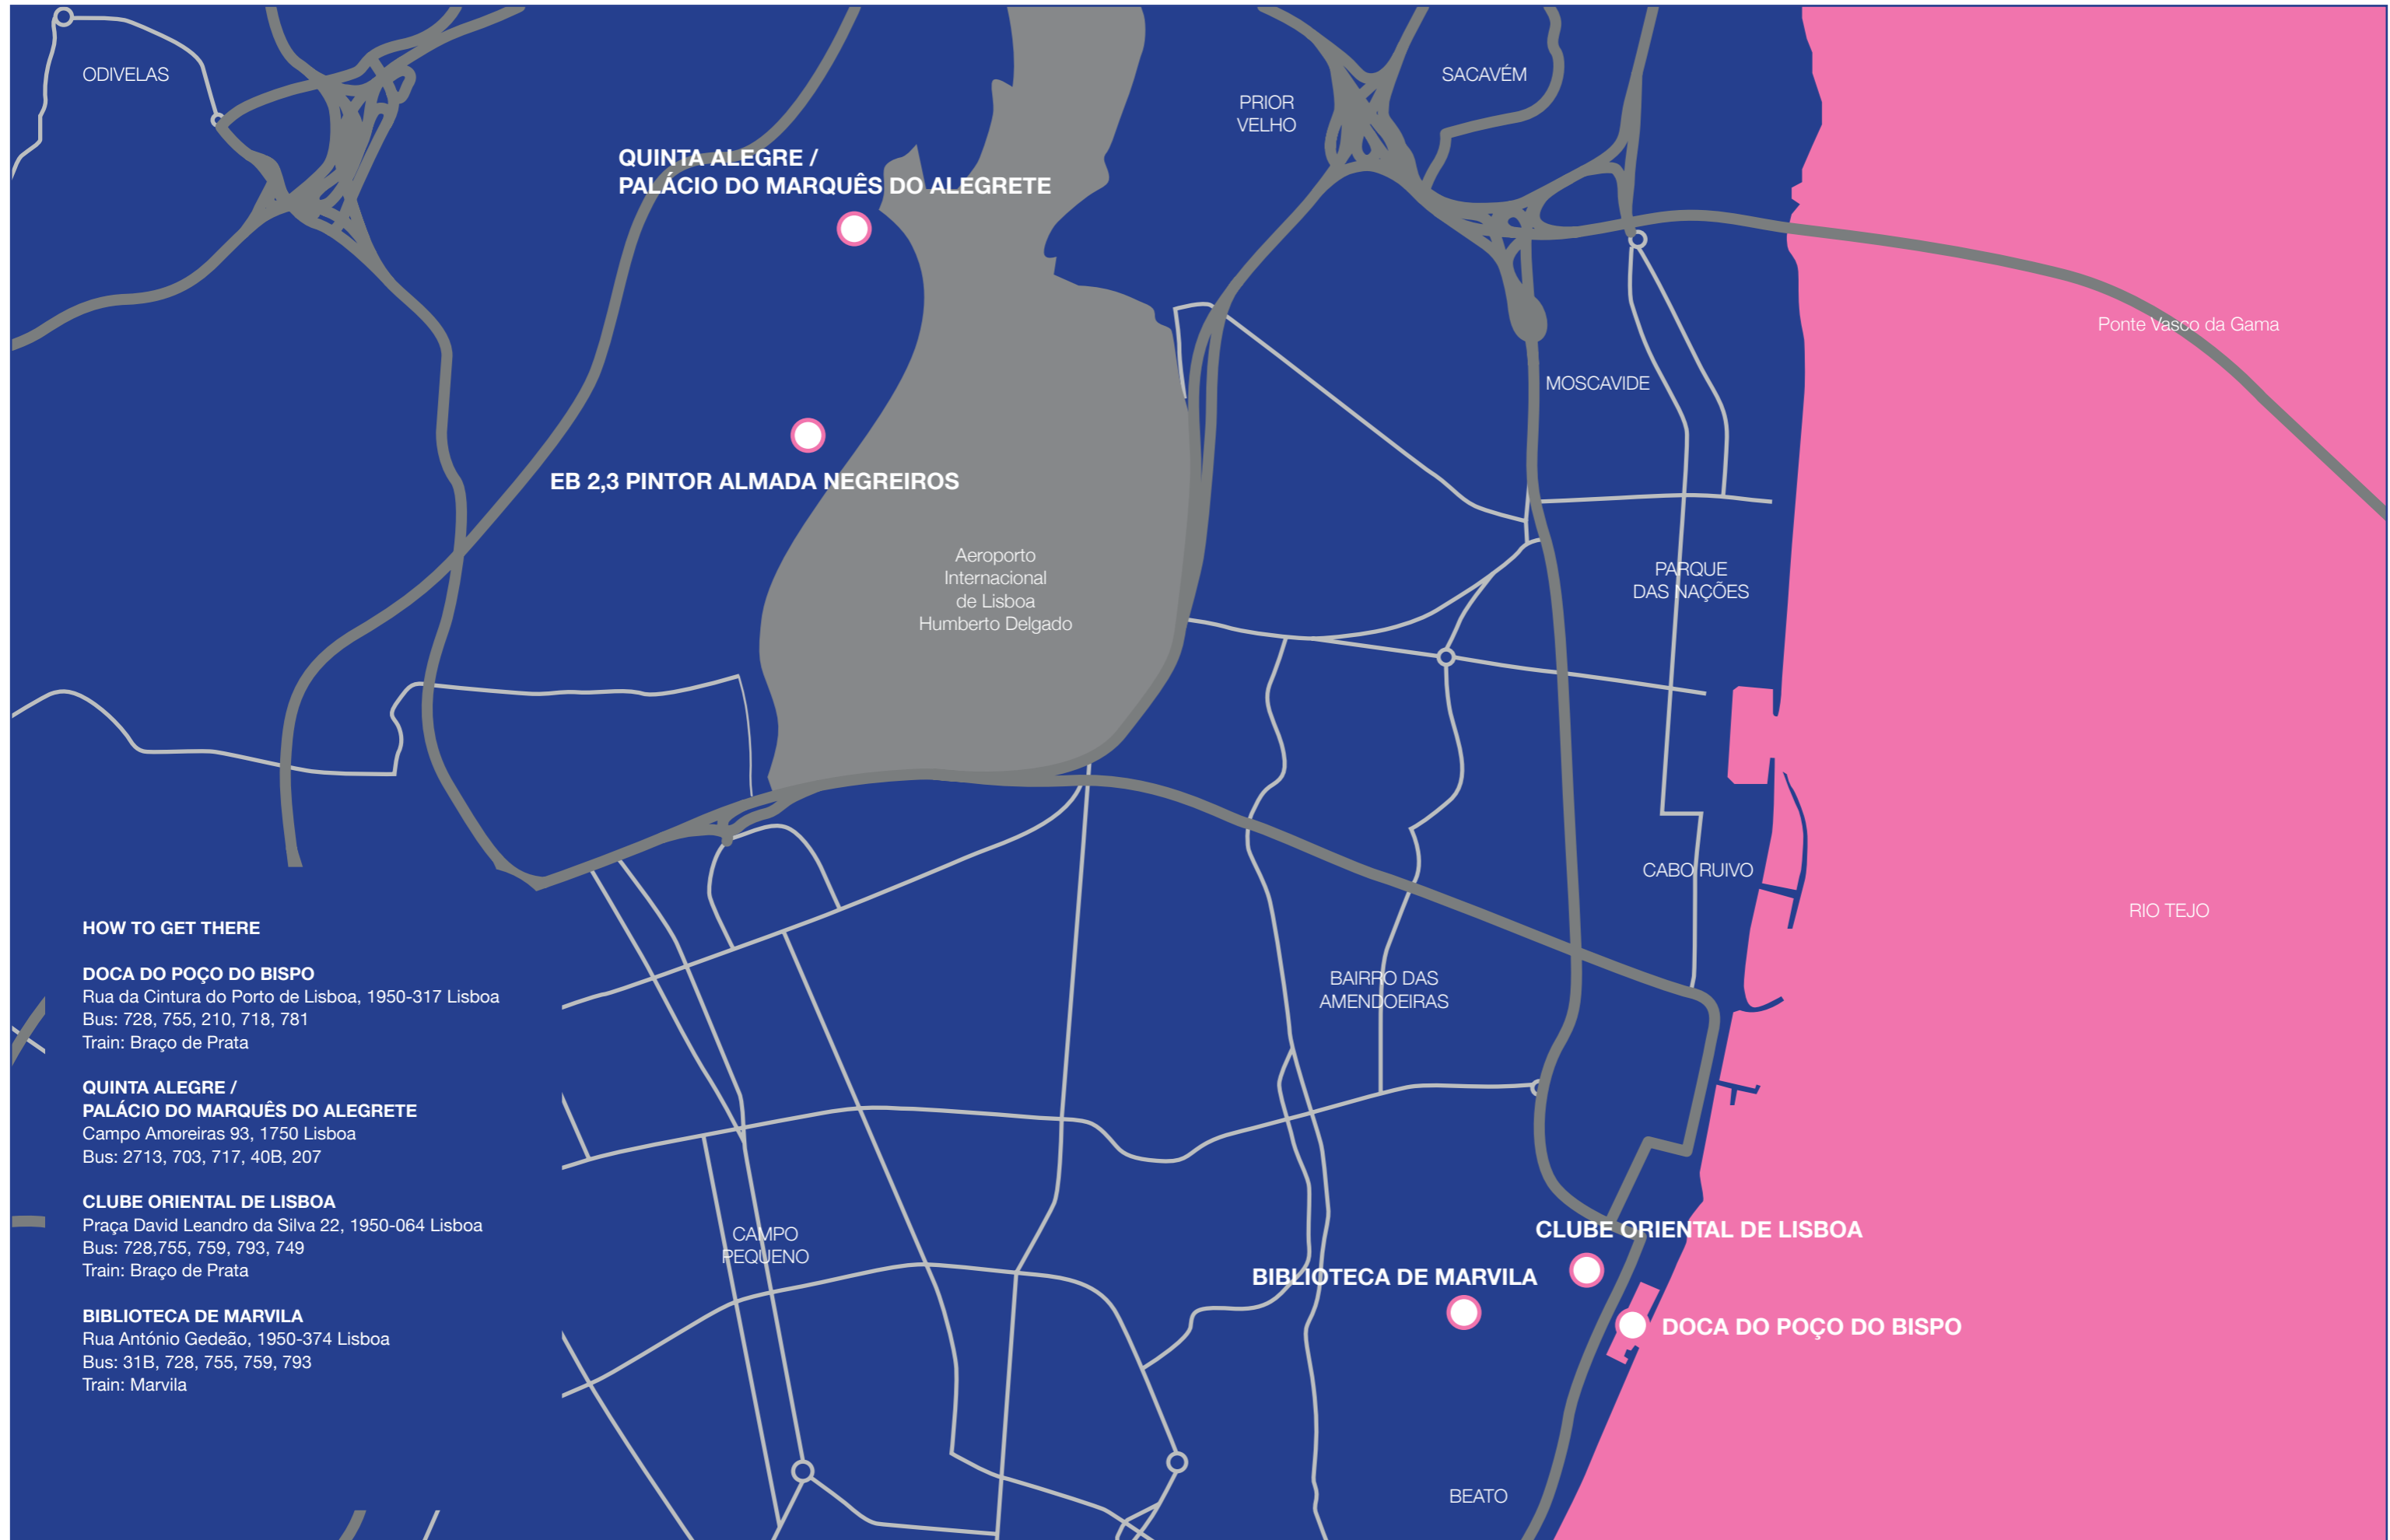 ODIVELAS
SACAVÉM
PRIOR
VELHO
QUINTA ALEGRE /
PALÁCIO DO MARQUÊS DO ALEGRETE
Ponte Vasco da Gama
MOSCAVIDE
EB 2,3 PINTOR ALMADA NEGREIROS
Aeroporto
Internacional
de Lisboa
Humberto Delgado
PARQUE
DAS NAÇÕES
CABO RUIVO
RIO TEJO
BAIRRO DAS
AMENDOEIRAS
CAMPO
PEQUENO
CLUBE ORIENTAL DE LISBOA
BIBLIOTECA DE MARVILA
DOCA DO POÇO DO BISPO
BEATO
HOW TO GET THERE
DOCA DO POÇO DO BISPO
Rua da Cintura do Porto de Lisboa, 1950-317 Lisboa
Bus: 728, 755, 210, 718, 781
Train: Braço de Prata
QUINTA ALEGRE /
PALÁCIO DO MARQUÊS DO ALEGRETE
Campo Amoreiras 93, 1750 Lisboa
Bus: 2713, 703, 717, 40B, 207
CLUBE ORIENTAL DE LISBOA
Praça David Leandro da Silva 22, 1950-064 Lisboa
Bus: 728,755, 759, 793, 749
Train: Braço de Prata
BIBLIOTECA DE MARVILA
Rua António Gedeão, 1950-374 Lisboa
Bus: 31B, 728, 755, 759, 793
Train: Marvila